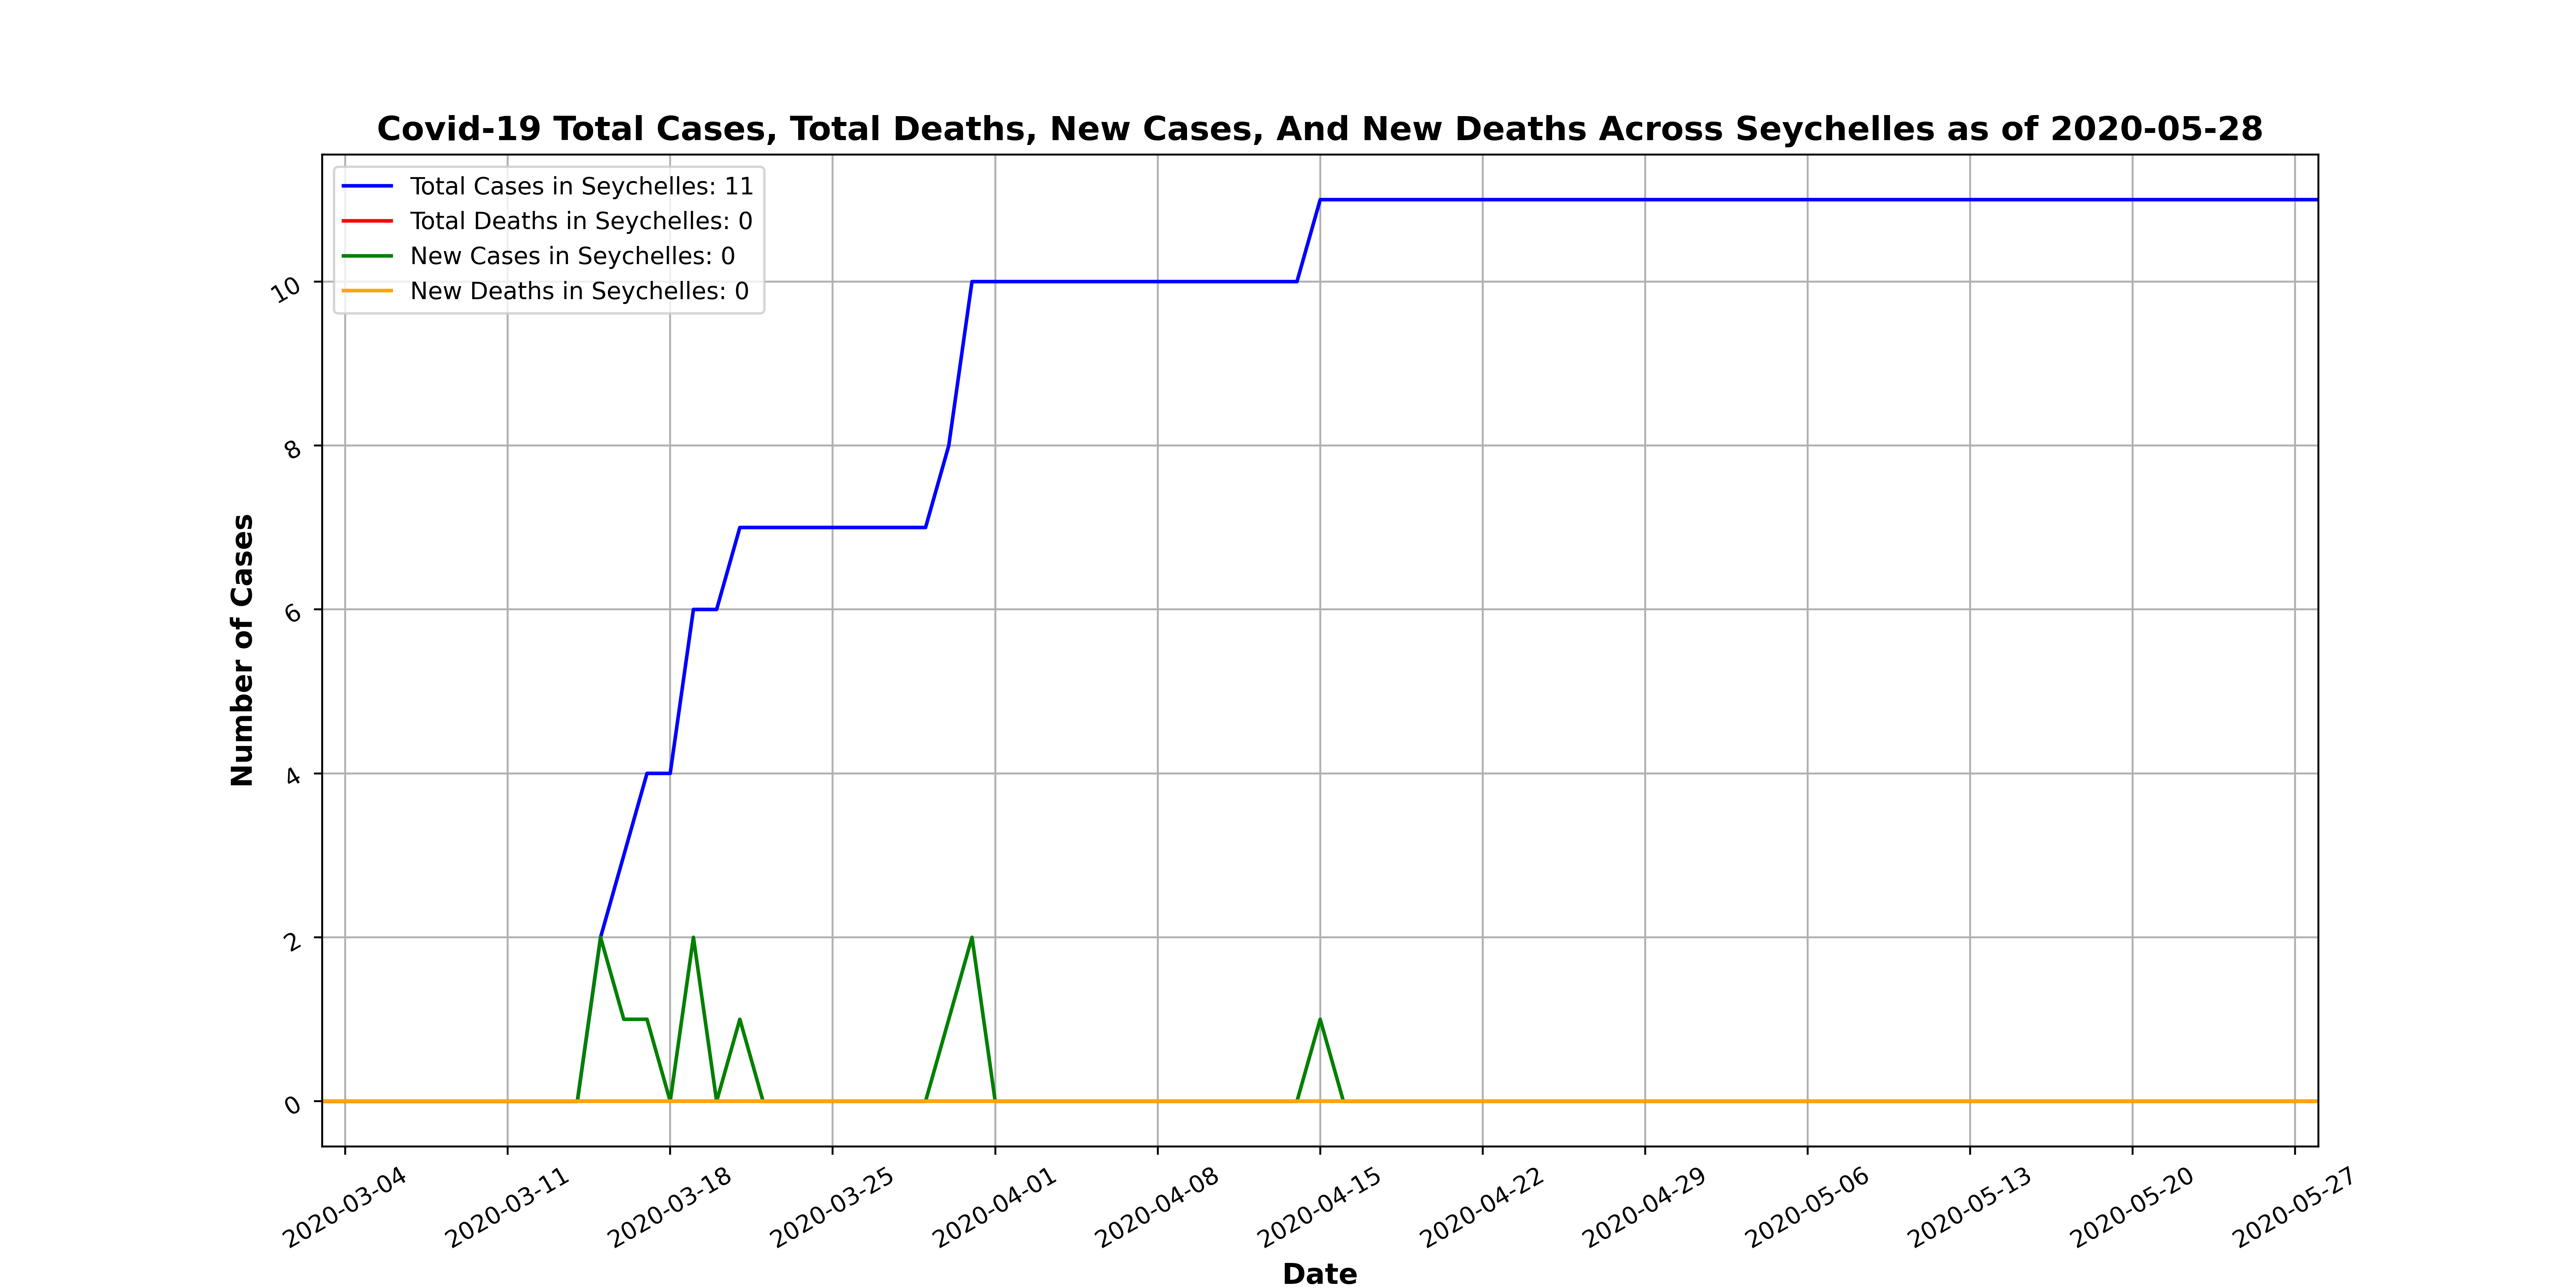 Covid-19 Total Cases, Total Deaths, New Cases, And New Deaths Across Seychelles as of 2020-05-28
Total Cases in Seychelles: 11
Total Deaths in Seychelles: 0
New Cases in Seychelles: 0
New Deaths in Seychelles: 0
Number of Cases
10
8
6
4
2
0
2020-03-04
2020-03-11
2020-03-18
2020-03-25
2020-04-01
2020-04-08
2020-04-15
2020-04-22
2020-04-29
2020-05-06
2020-05-13
2020-05-20
2020-05-27
Date